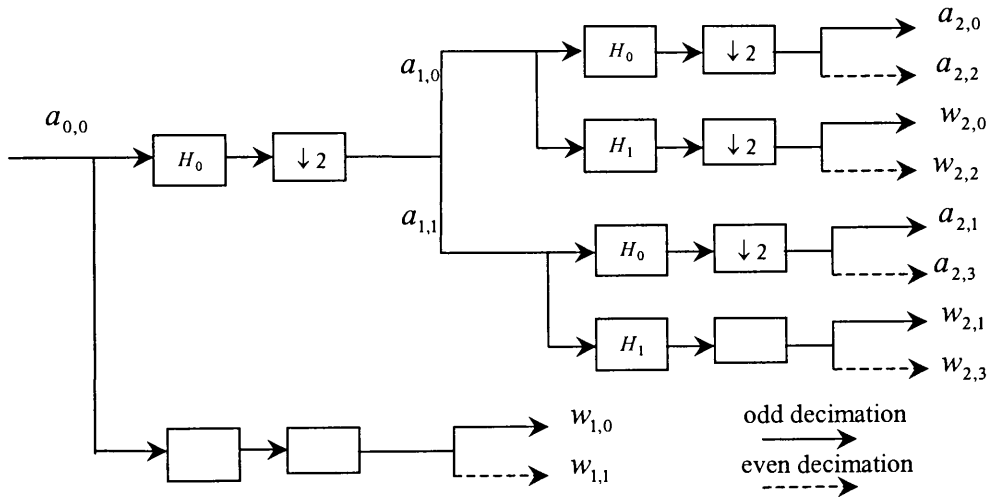 a_{0,0}
H_0
↓ 2
a_{1,0}
a_{1,1}
H_0
↓ 2
a_{2,0}
a_{2,2}
H_1
↓ 2
w_{2,0}
w_{2,2}
H_0
↓ 2
a_{2,1}
a_{2,3}
H_1
w_{2,1}
w_{2,3}
w_{1,0}
w_{1,1}
odd decimation
even decimation